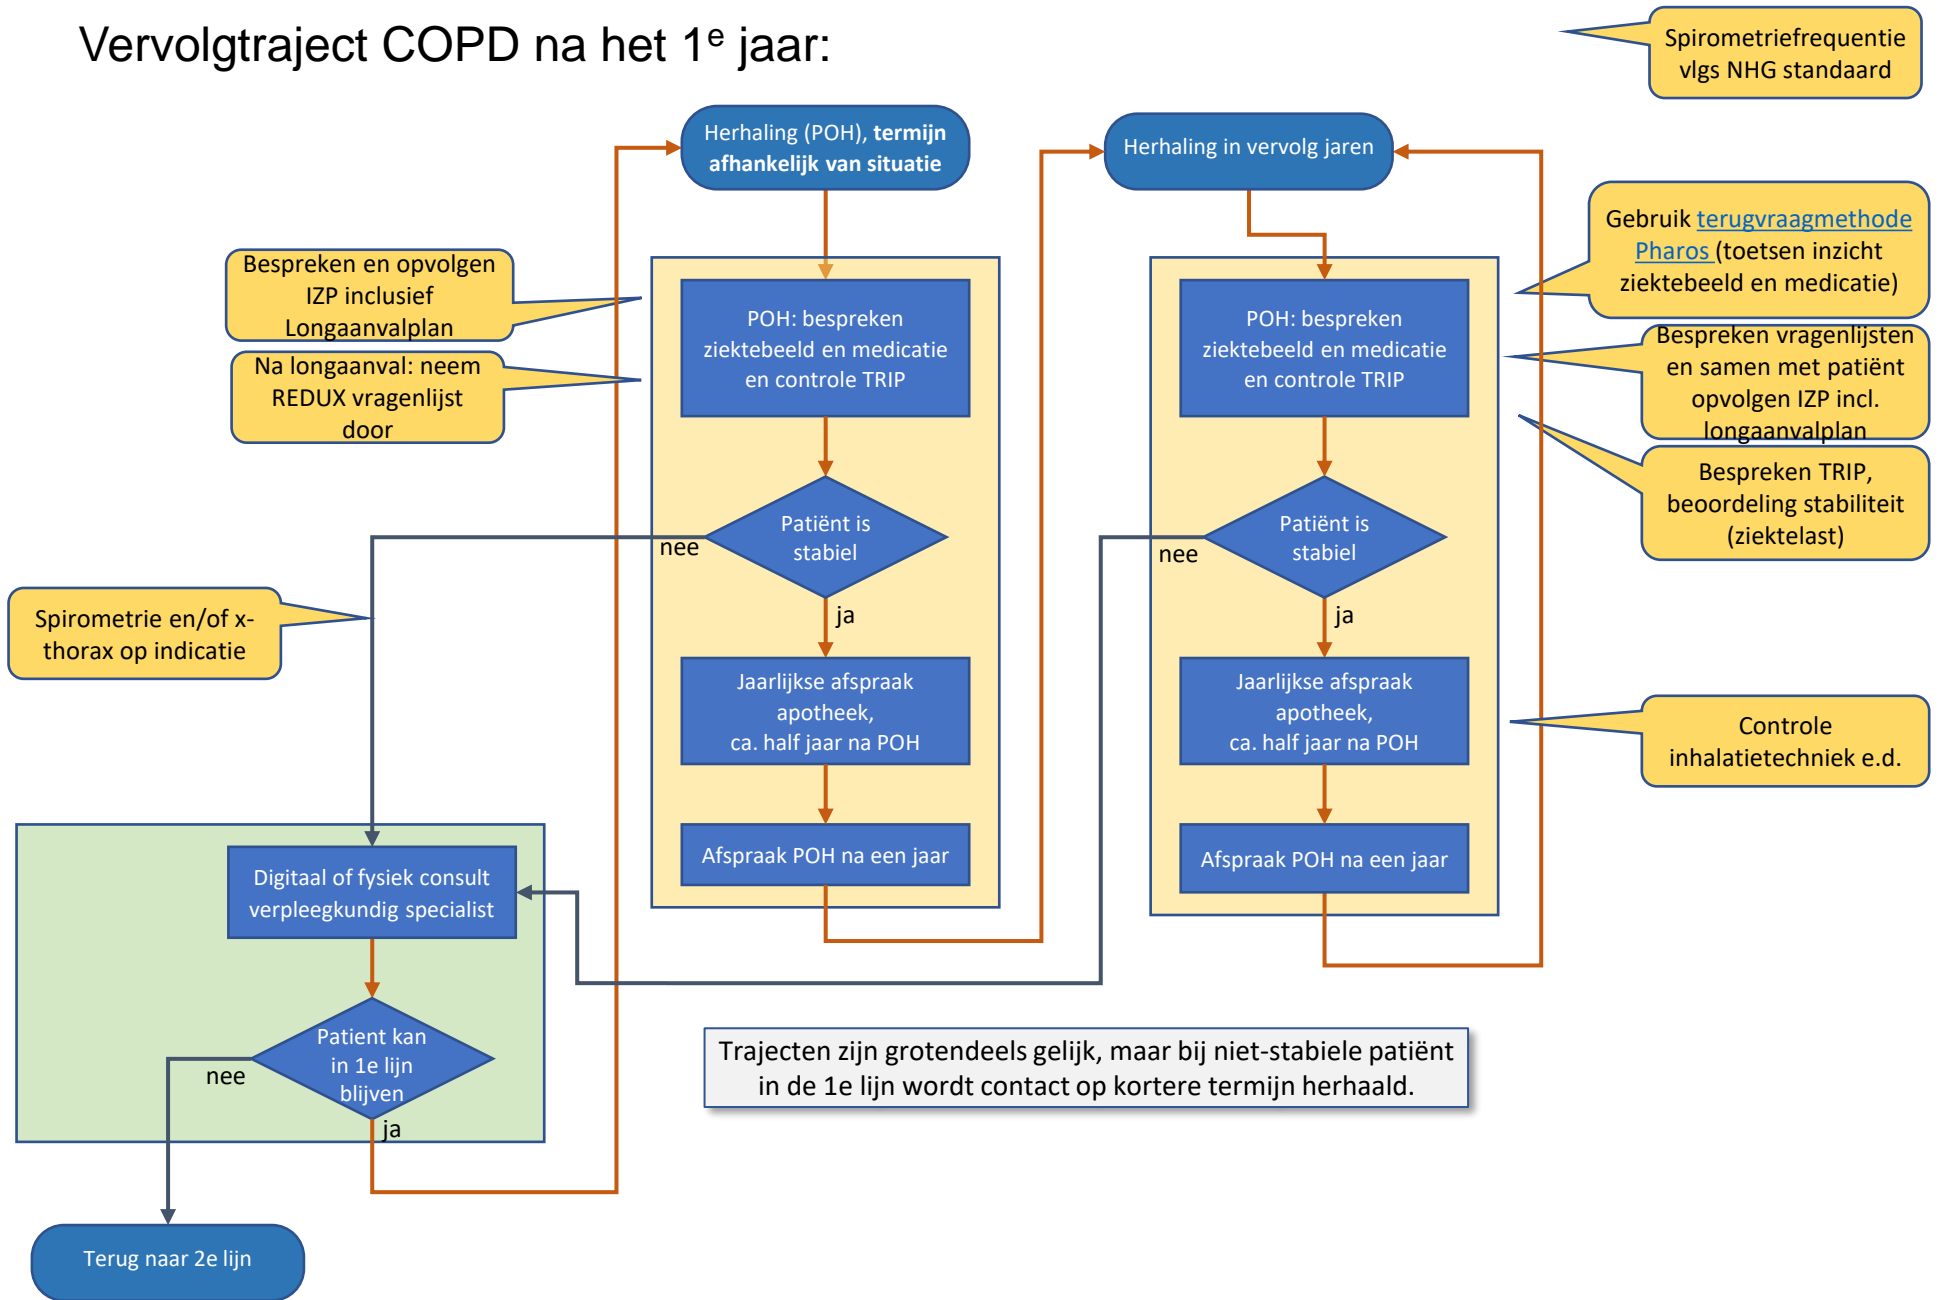 Vervolgtraject COPD na het 1e jaar:
Spirometriefrequentie
vlgs NHG standaard
Herhaling (POH), termijn
afhankelijk van situatie
Herhaling in vervolg jaren
Bespreken en opvolgen
IZP inclusief
Longaanvalplan
Na longaanval: neem
REDUX vragenlijst
door
POH: bespreken
ziektebeeld en medicatie
en controle TRIP
POH: bespreken
ziektebeeld en medicatie
en controle TRIP
Gebruik terugvraagmethode
Pharos (toetsen inzicht
ziektebeeld en medicatie)
Bespreken vragenlijsten
en samen met patiënt
opvolgen IZP incl.
longaanvalplan
Bespreken TRIP,
beoordeling stabiliteit
(ziektelast)
Patiënt is
stabiel
nee
ja
Patiënt is
stabiel
nee
ja
Spirometrie en/of x-
thorax op indicatie
Jaarlijkse afspraak
apotheek,
ca. half jaar na POH
Jaarlijkse afspraak
apotheek,
ca. half jaar na POH
Controle
inhalatietechniek e.d.
Afspraak POH na een jaar
Afspraak POH na een jaar
Digitaal of fysiek consult
verpleegkundig specialist
Patient kan
in 1e lijn
blijven
nee
ja
Trajecten zijn grotendeels gelijk, maar bij niet-stabiele patiënt
in de 1e lijn wordt contact op kortere termijn herhaald.
Terug naar 2e lijn